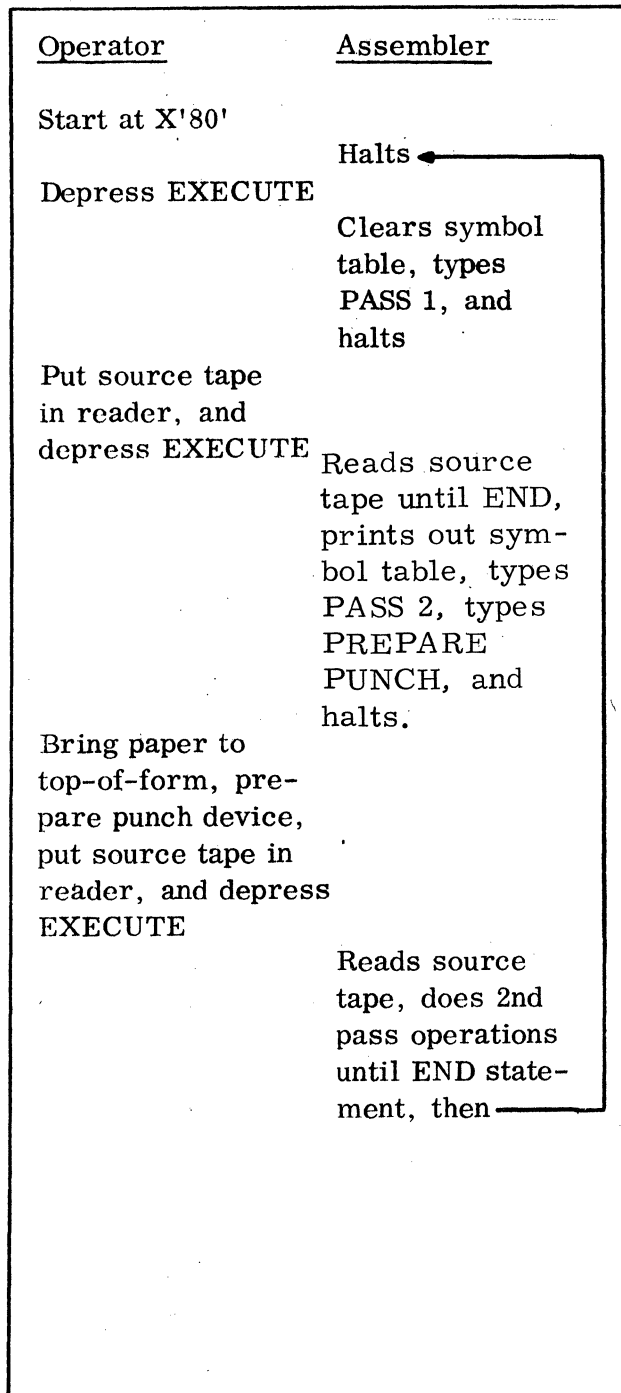 Operator Assembler
Start at X'80'
Halts
Depress EXECUTE
Clears symbol
table, types
PASS 1, and
halts
Put source tape
in reader, and
depress EXECUTE
Reads source
tape until END,
prints out sym-
bol table, types
PASS 2, types
PREPARE
PUNCH, and
halts.
Bring paper to
top-of-form, pre-
pare punch device,
put source tape in
reader, and depress
EXECUTE
Reads source
tape, does 2nd
pass operations
until END state-
ment, then